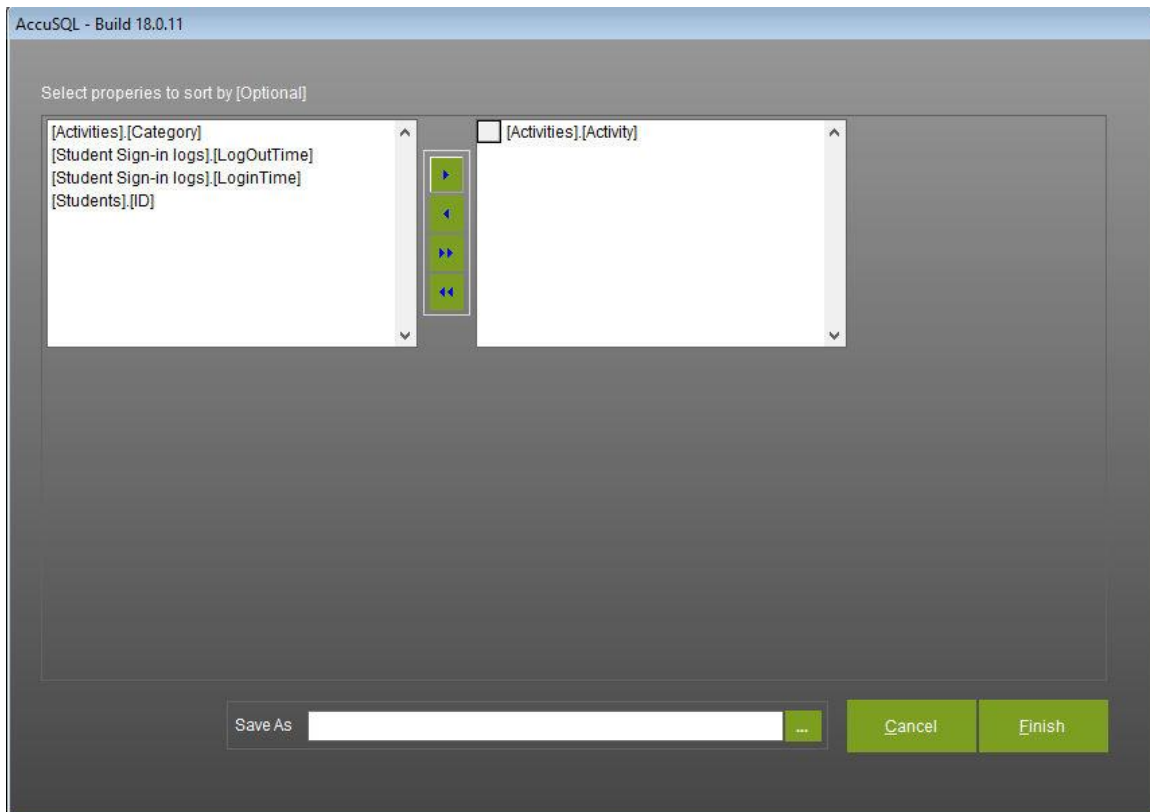 AccuSQL - Build 18.0.11
Select properies to sort by [Optional]
[Activities].[Category]
[Student Sign-in logs].[LogOutTime]
[Student Sign-in logs].[LoginTime]
[Students].[ID]
[Activities].[Activity]
Save As
...
Cancel
Finish